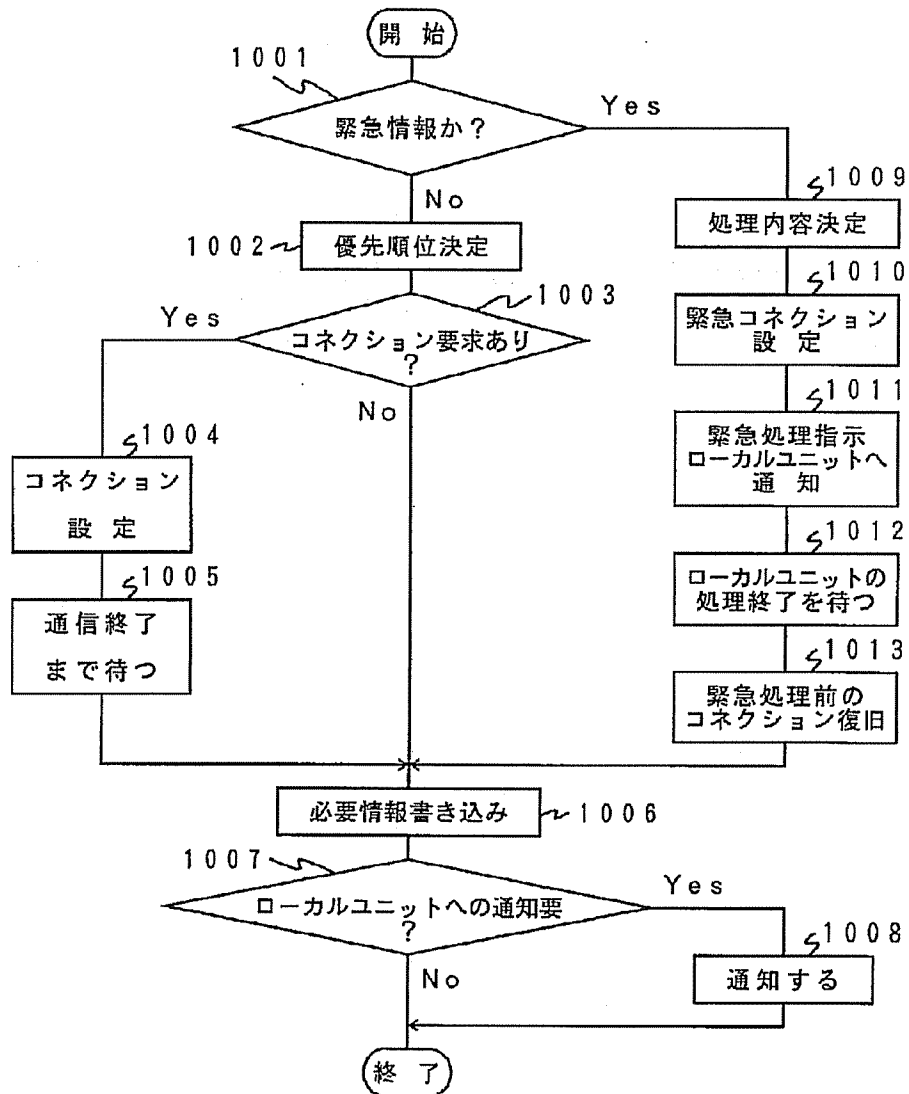 開 始
1001
緊急情報か?
Yes
No
1002
優先順位決定
1003
コネクション要求あり
?
Yes
No
1004
コネクション
設 定
1005
通信終了
まで待つ
1009
処理内容決定
1010
緊急コネクション
設 定
1011
緊急処理指示
ローカルユニットへ
通 知
1012
ローカルユニットの
処理終了を待つ
1013
緊急処理前の
コネクション復旧
必要情報書き込み
1006
1007
ローカルユニットへの通知要
?
Yes
No
1008
通知する
終 了